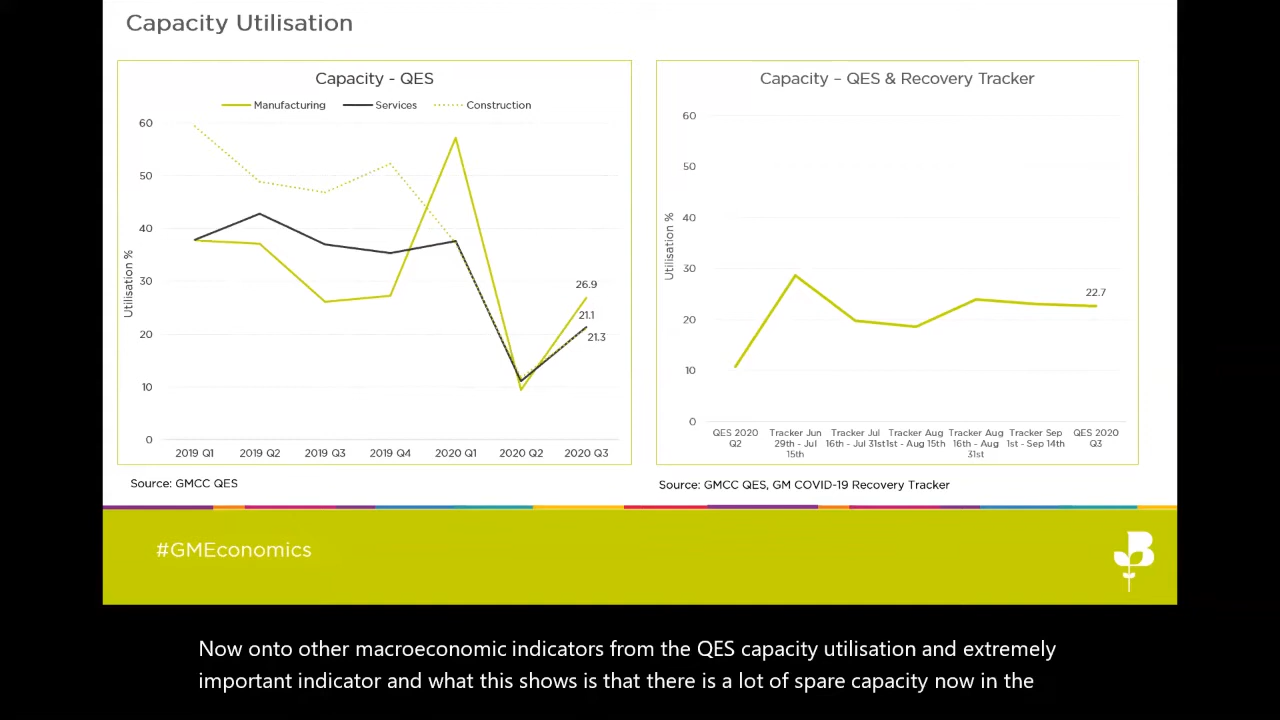 Capacity Utilisation
Capacity - QES
Manufacturing Services Construction
60
50
40
30
20
10
0
Utilisation %
26.9
21.1
21.3
2019 Q1 2019 Q2 2019 Q3 2019 Q4 2020 Q1 2020 Q2 2020 Q3
Source: GMCC QES
Capacity – QES & Recovery Tracker
60
50
40
30
20
10
0
Utilisation %
22.7
QES 2020 Tracker Jun Tracker Jul Tracker Aug Tracker Aug Tracker Sep QES 2020
Q2 29th - Jul 16th - Jul 31st 1st - Aug 15th 16th - Aug 1st - Sep 14th Q3
15th 31st
Source: GMCC QES, GM COVID-19 Recovery Tracker
#GMEconomics
Now onto other macroeconomic indicators from the QES capacity utilisation and extremely
important indicator and what this shows is that there is a lot of spare capacity now in the